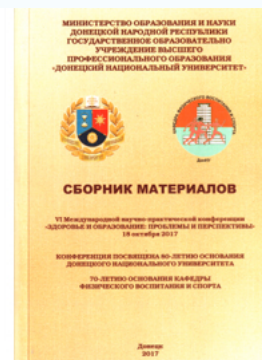 МИНИСТЕРСТВО ОБРАЗОВАНИЯ И НАУКИ
ДОНЕЦКОЙ НАРОДНОЙ РЕСПУБЛИКИ
ГОСУДАРСТВЕННОЕ ОБРАЗОВАТЕЛЬНО
УЧРЕЖДЕНИЕ ВЫСШЕГО
ПРОФЕССИОНАЛЬНОГО ОБРАЗОВАНИЯ
«ДОНЕЦКИЙ НАЦИОНАЛЬНЫЙ УНИВЕРСИТЕТ»
СБОРНИК МАТЕРИАЛОВ
VI Международной научно-практической конференции
«ЗДОРОВЬЕ И ОБРАЗОВАНИЕ: ПРОБЛЕМЫ И ПЕРСПЕКТИВЫ»
18 октября 2017
КОНФЕРЕНЦИЯ ПОСВЯЩЕНА 80-ЛЕТИЮ ОСНОВАНИЯ
ДОНЕЦКОГО НАЦИОНАЛЬНОГО УНИВЕРСИТЕТА
70-ЛЕТИЮ ОСНОВАНИЯ КАФЕДРЫ
ФИЗИЧЕСКОГО ВОСПИТАНИЯ И СПОРТА
Донецк
2017